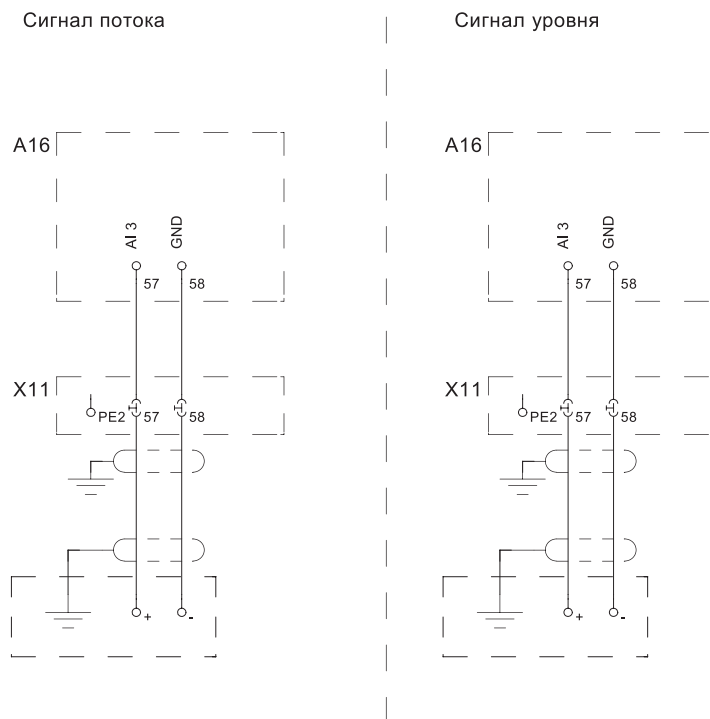 Сигнал потока
A16
AI 3
GND
57
58
X11
PE2
57
58
+
-
Сигнал уровня
A16
AI 3
GND
57
58
X11
PE2
57
58
+
-